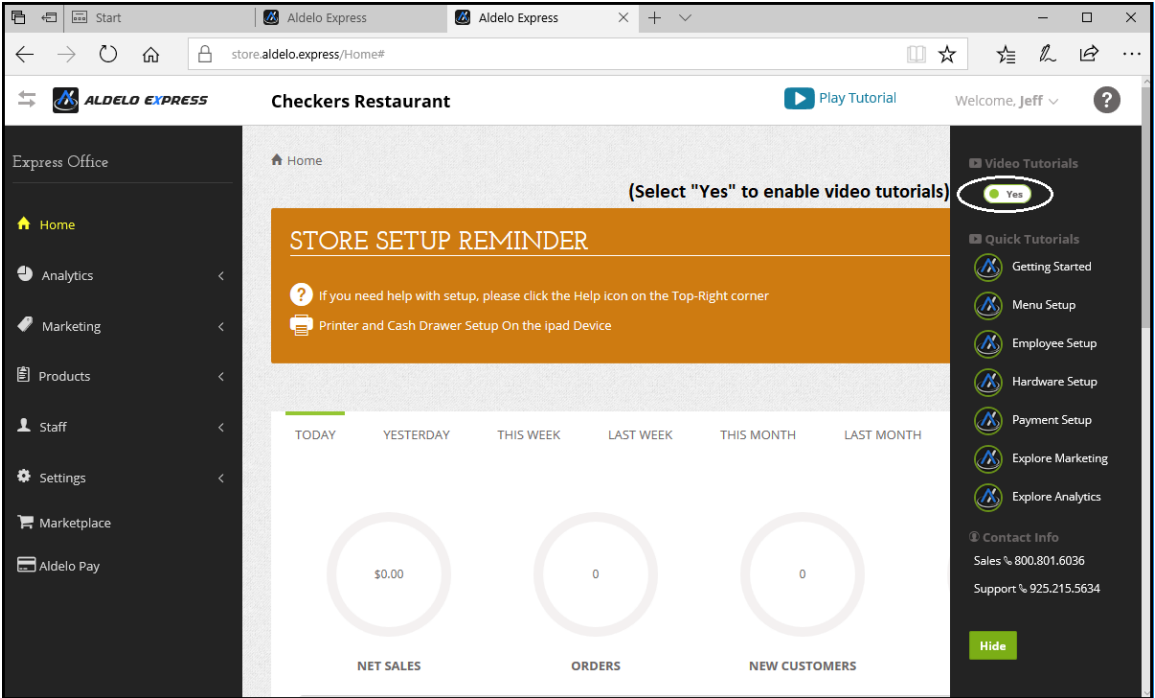 Start
Aldelo Express
Aldelo Express
store.aldelo.express/Home#
ALDELO EXPRESS
Checkers Restaurant
Play Tutorial
Welcome, Jeff
?
Express Office
Home
Analytics
Marketing
Products
Staff
Settings
Marketplace
Aldelo Pay
Home
(Select "Yes" to enable video tutorials)
STORE SETUP REMINDER
? If you need help with setup, please click the Help icon on the Top-Right corner
Printer and Cash Drawer Setup On the ipad Device
TODAY YESTERDAY THIS WEEK LAST WEEK THIS MONTH LAST MONTH
$0.00 0 0
NET SALES ORDERS NEW CUSTOMERS
Video Tutorials
Yes
Quick Tutorials
Getting Started
Menu Setup
Employee Setup
Hardware Setup
Payment Setup
Explore Marketing
Explore Analytics
Contact Info
Sales 800.801.6036
Support 925.215.5634
Hide